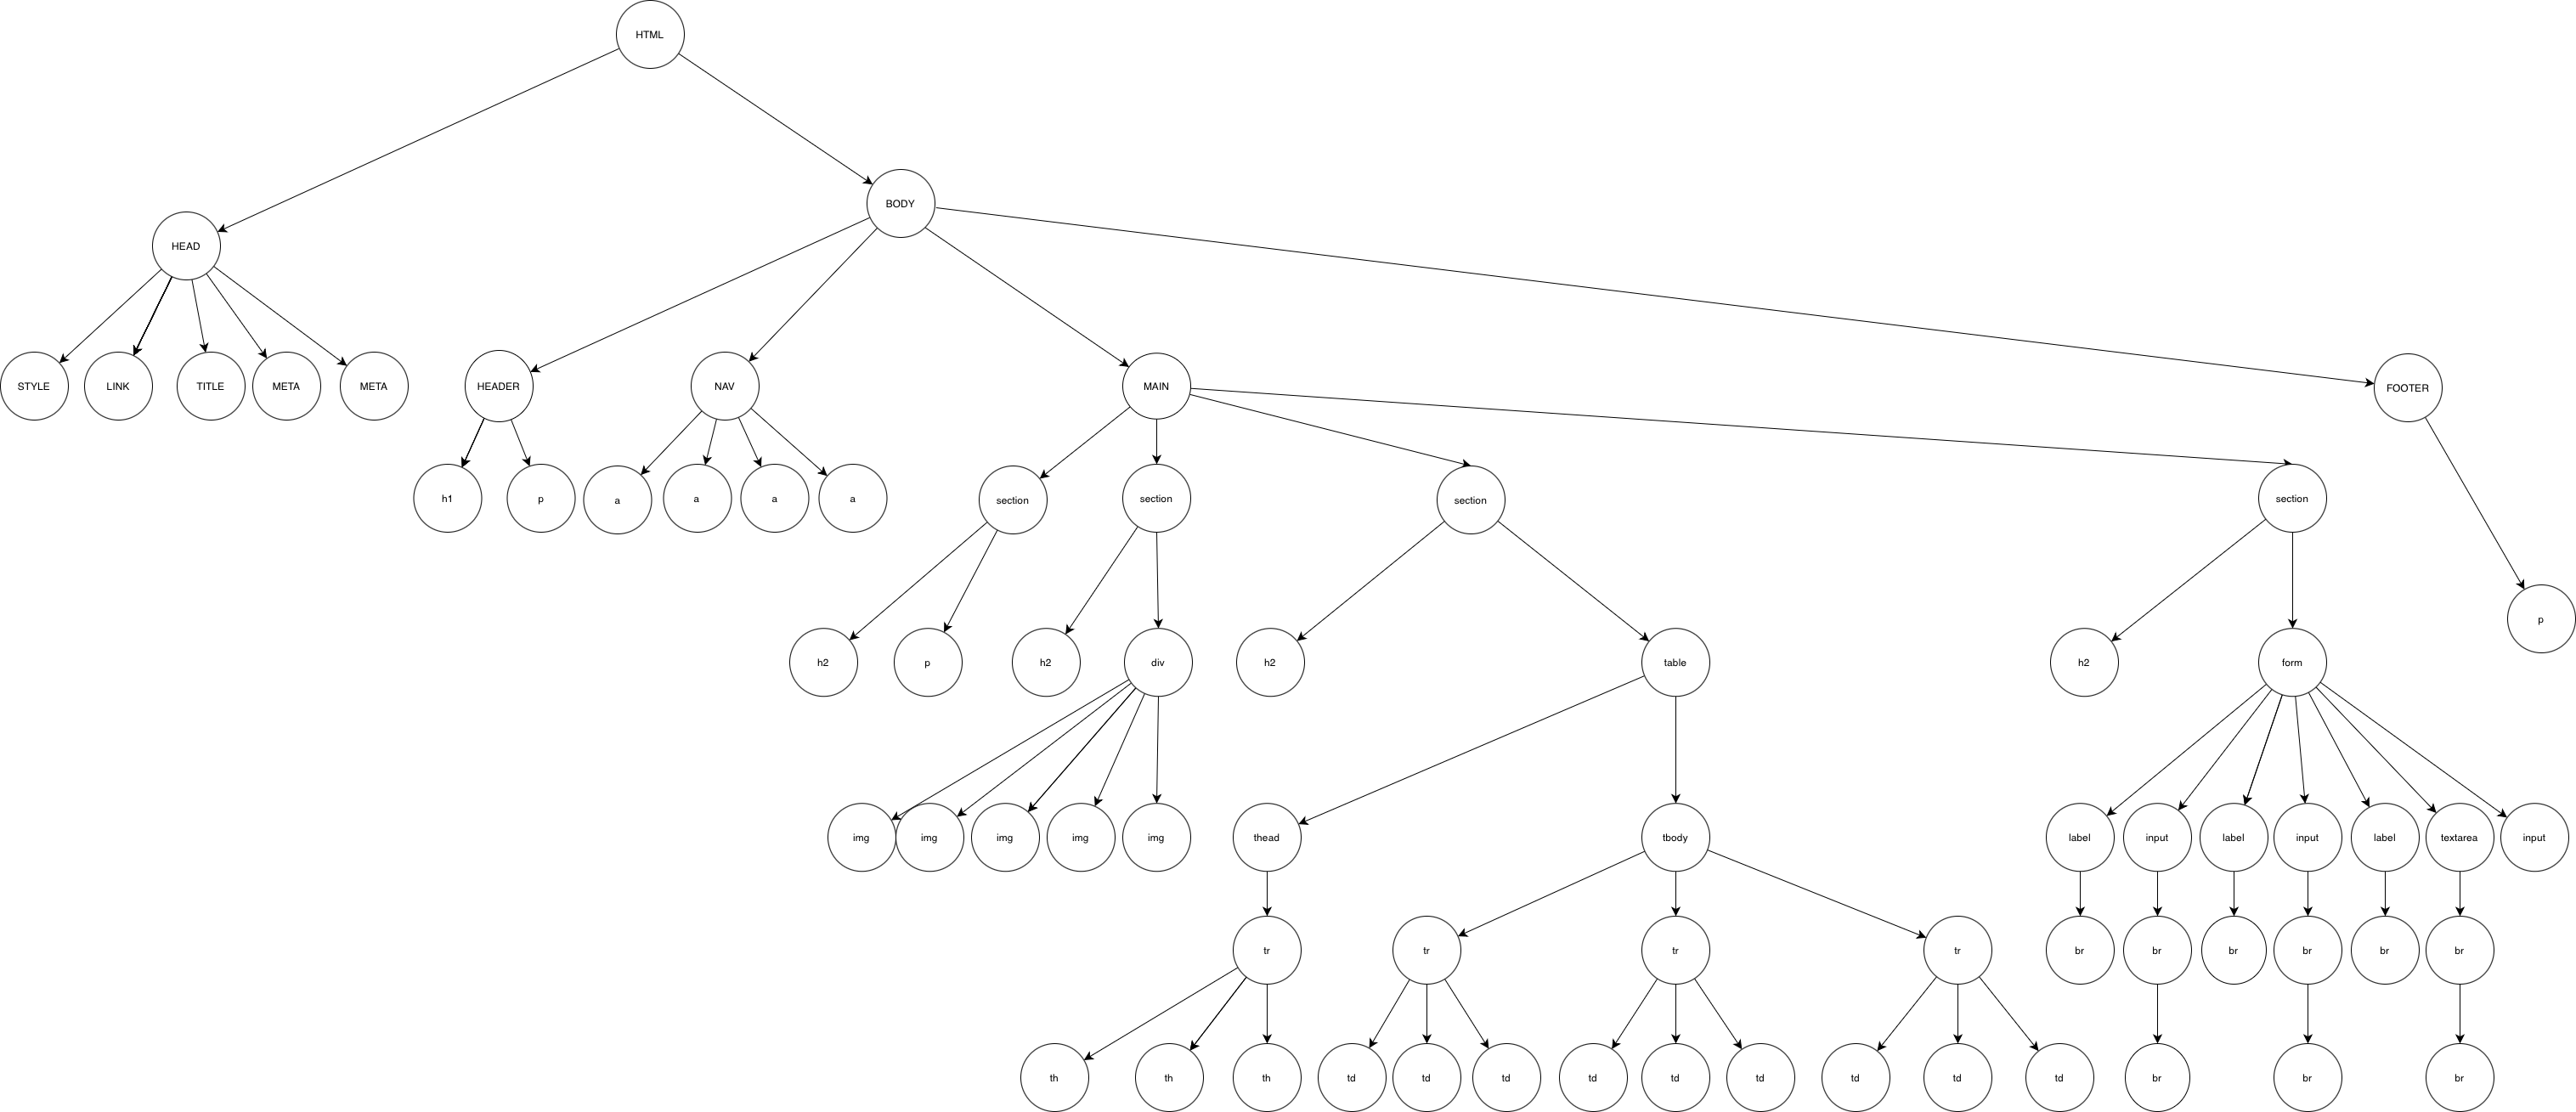 HTML
BODY
HEAD
STYLE
LINK
TITLE
META
META
HEADER
NAV
MAIN
FOOTER
h1
p
a
a
a
a
section
section
section
section
p
h2
p
h2
div
h2
table
h2
form
img
img
img
img
img
thead
tbody
label
input
label
input
label
textarea
input
tr
tr
tr
tr
br
br
br
br
br
br
th
th
th
td
td
td
td
td
td
td
td
td
br
br
br